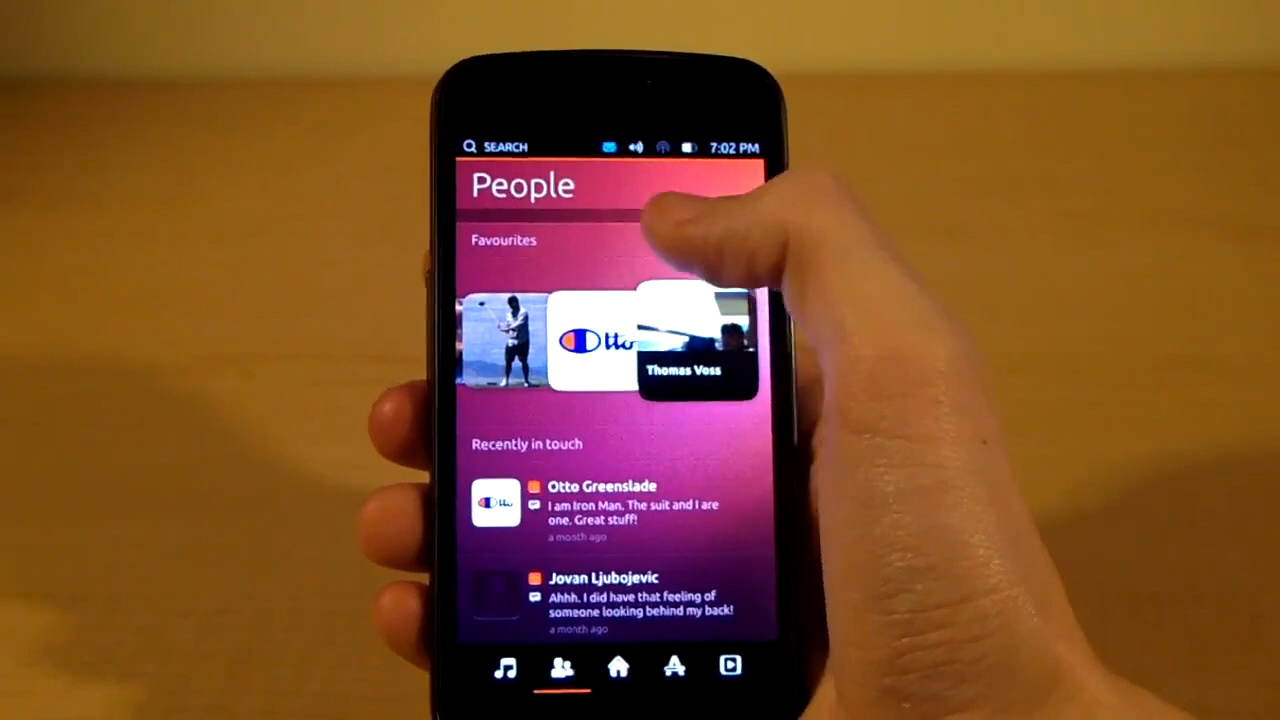 SEARCH 7:02 PM
People
Favourites
tto
Thomas Voss
Recently in touch
tto
Otto Greenslade
I am Iron Man. The suit and I are
one. Great stuff!
a month ago
Jovan Ljubojevic
Ahhh. I did have that feeling of
someone looking behind my back!
a month ago